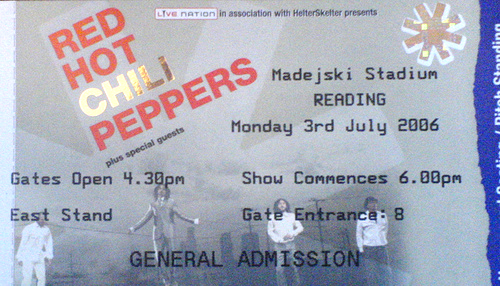 LIVE NATION in association with HelterSkelter presents
RED
HOT
CHILI
PEPPERS
plus special guests
Madejski Stadium
READING
Monday 3rd July 2006
Gates Open 4.30pm Show Commences 6.00pm
East Stand Gate Entrance: 8
GENERAL ADMISSION
Pitch Standing